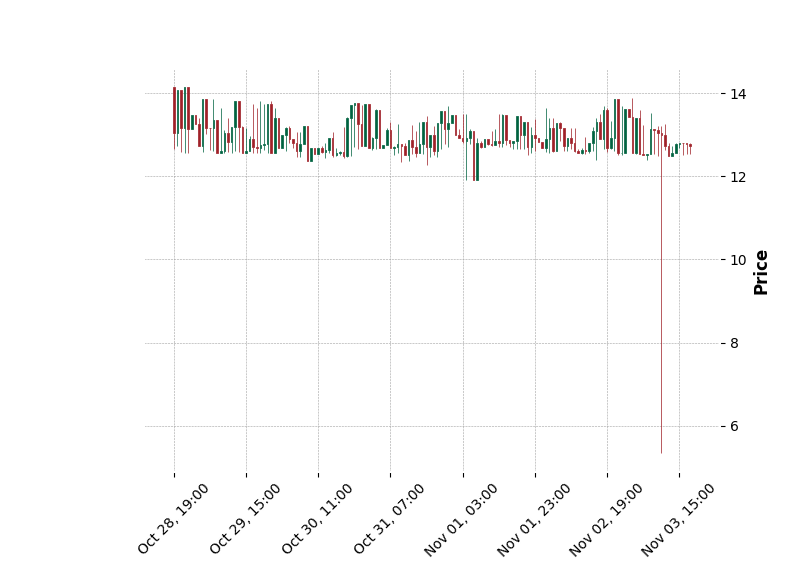 14
12
10
8
6
Price
Oct 28, 19:00
Oct 29, 15:00
Oct 30, 11:00
Oct 31, 07:00
Nov 01, 03:00
Nov 01, 23:00
Nov 02, 19:00
Nov 03, 15:00